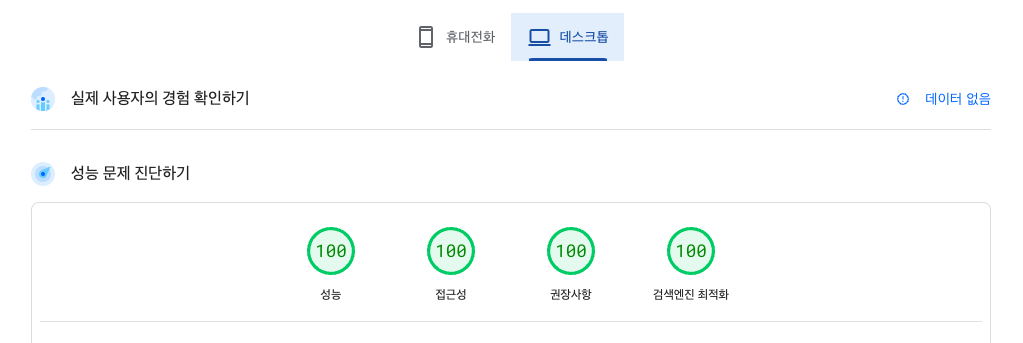 휴대전화 데스크톱
실제 사용자의 경험 확인하기 데이터 없음
성능 문제 진단하기
100 100 100 100
성능 접근성 권장사항 검색엔진 최적화